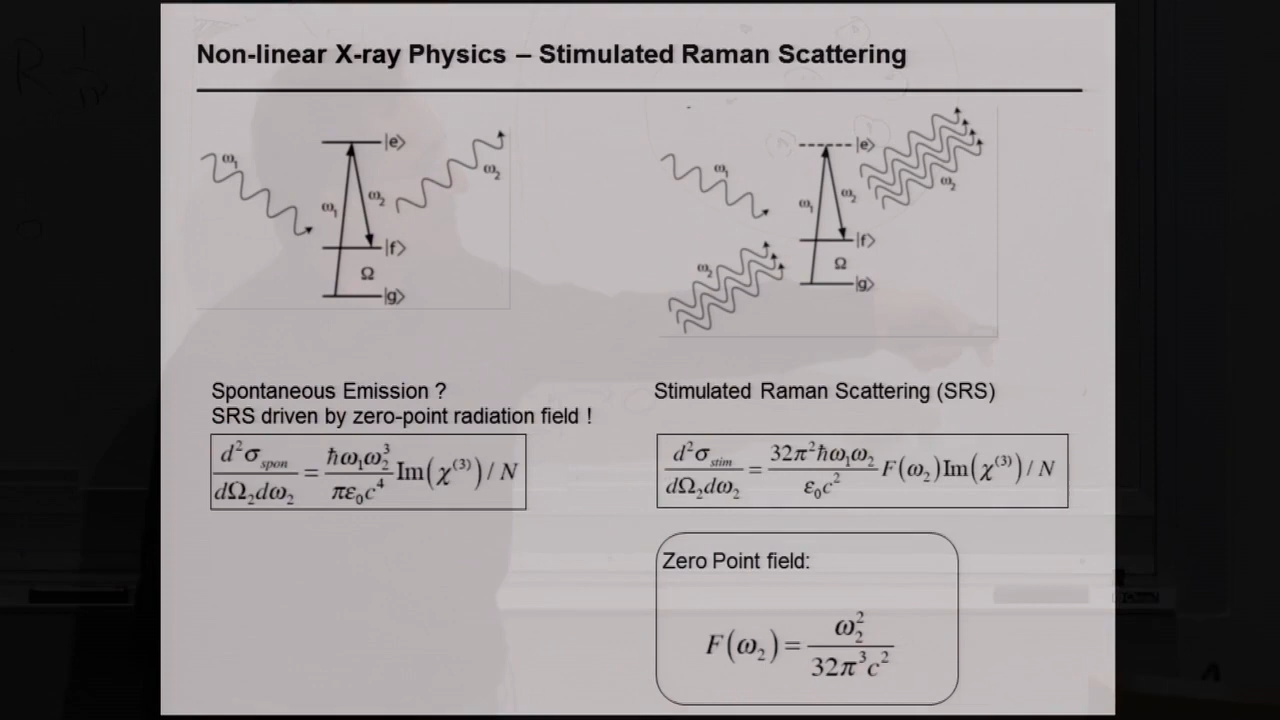 Non-linear X-ray Physics – Stimulated Raman Scattering
ω₁ |e> ω₂
ω₁ ω₂
|f>
Ω
|g>
ω₁ |e> ω₂
ω₁ ω₂
|f>
ω₂ Ω
|g>
Spontaneous Emission ?
SRS driven by zero-point radiation field !
d²σ_spon / dΩ₂dω₂ = ħω₁ω₂³ / πε₀c⁴ Im(χ⁽³⁾) / N
Stimulated Raman Scattering (SRS)
d²σ_stim / dΩ₂dω₂ = 32π²ħω₁ω₂ / ε₀c² F(ω₂)Im(χ⁽³⁾) / N
Zero Point field:
F(ω₂) = ω₂² / 32π³c²